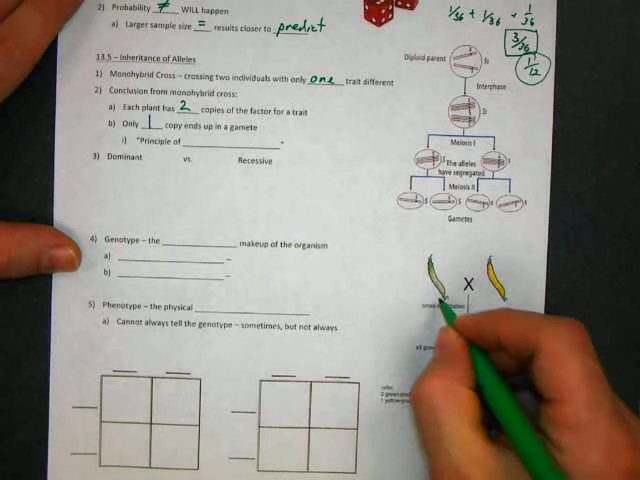 2) Probability ≠ WILL happen
a) Larger sample size = results closer to predict
1/36 + 1/36 + 1/36
3/36
1/12
13.5 – Inheritance of Alleles
1) Monohybrid Cross – crossing two individuals with only one trait different
2) Conclusion from monohybrid cross:
a) Each plant has 2 copies of the factor for a trait
b) Only 1 copy ends up in a gamete
i) "Principle of ____________________"
3) Dominant vs. Recessive
Diploid parent
Interphase
Meiosis I
The alleles
have segregated
Meiosis II
Gametes
4) Genotype – the ____________ makeup of the organism
a) ____________________ –
b) ____________________ –
X
5) Phenotype – the physical ____________________
a) Cannot always tell the genotype – sometimes, but not always